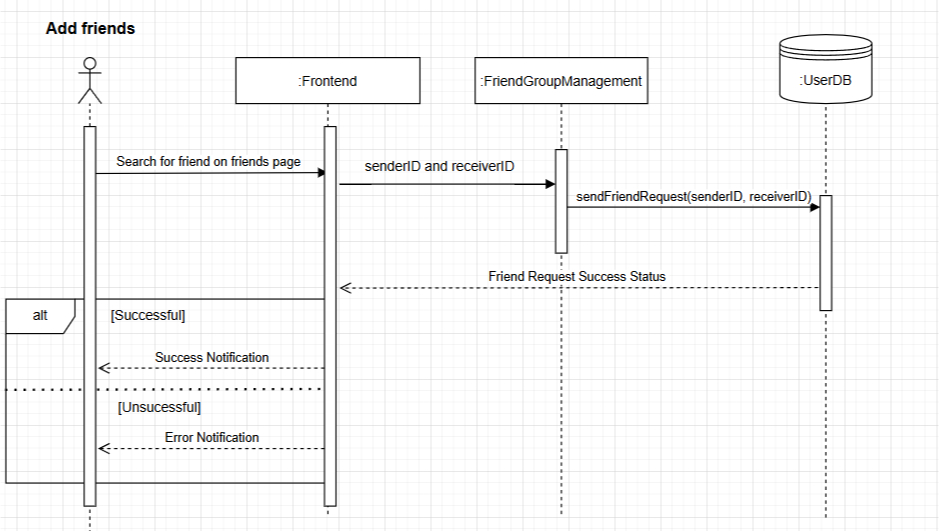 Add friends
:Frontend
:FriendGroupManagement
:UserDB
Search for friend on friends page
senderID and receiverID
sendFriendRequest(senderID, receiverID)
Friend Request Success Status
alt
[Successful]
Success Notification
[Unsucessful]
Error Notification